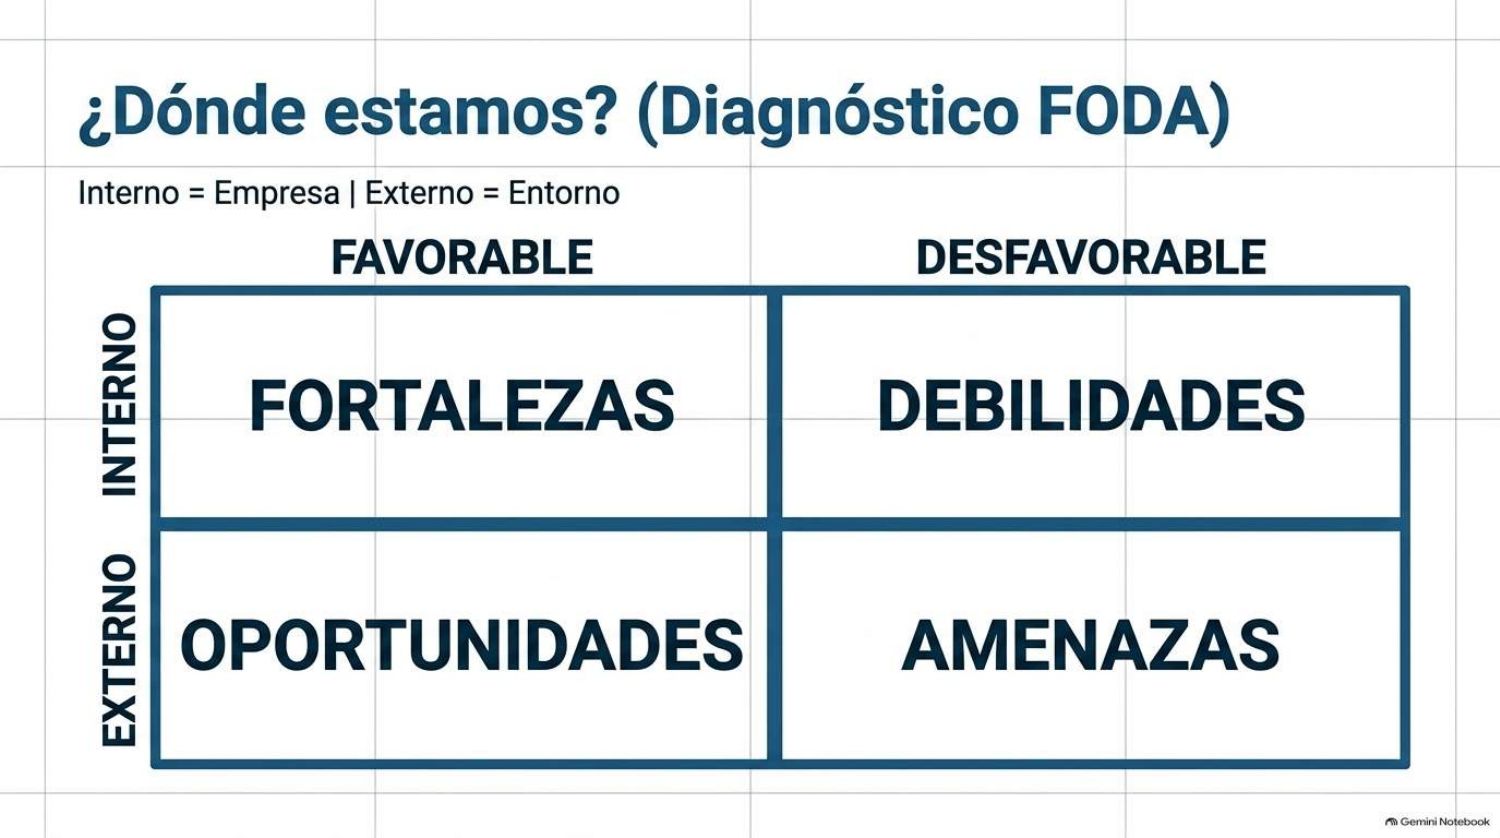 ¿Dónde estamos? (Diagnóstico FODA)
Interno = Empresa | Externo = Entorno
FAVORABLE
DESFAVORABLE
INTERNO
FORTALEZAS
DEBILIDADES
EXTERNO
OPORTUNIDADES
AMENAZAS
Gemini Notebook